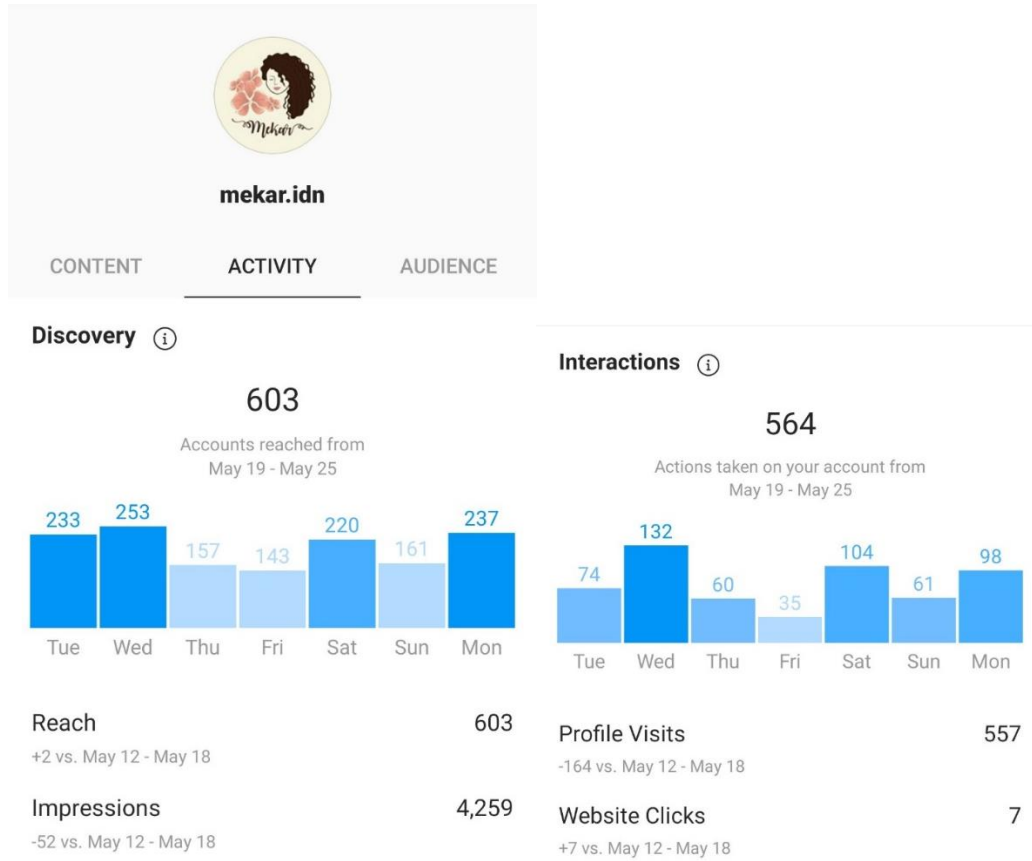 Mekar
mekar.idn
CONTENT ACTIVITY AUDIENCE
Discovery
603
Accounts reached from
May 19 - May 25
233 253 157 143 220 161 237
Tue Wed Thu Fri Sat Sun Mon
Reach 603
+2 vs. May 12 - May 18
Impressions 4,259
-52 vs. May 12 - May 18
Interactions
564
Actions taken on your account from
May 19 - May 25
74 132 60 35 104 61 98
Tue Wed Thu Fri Sat Sun Mon
Profile Visits 557
-164 vs. May 12 - May 18
Website Clicks 7
+7 vs. May 12 - May 18